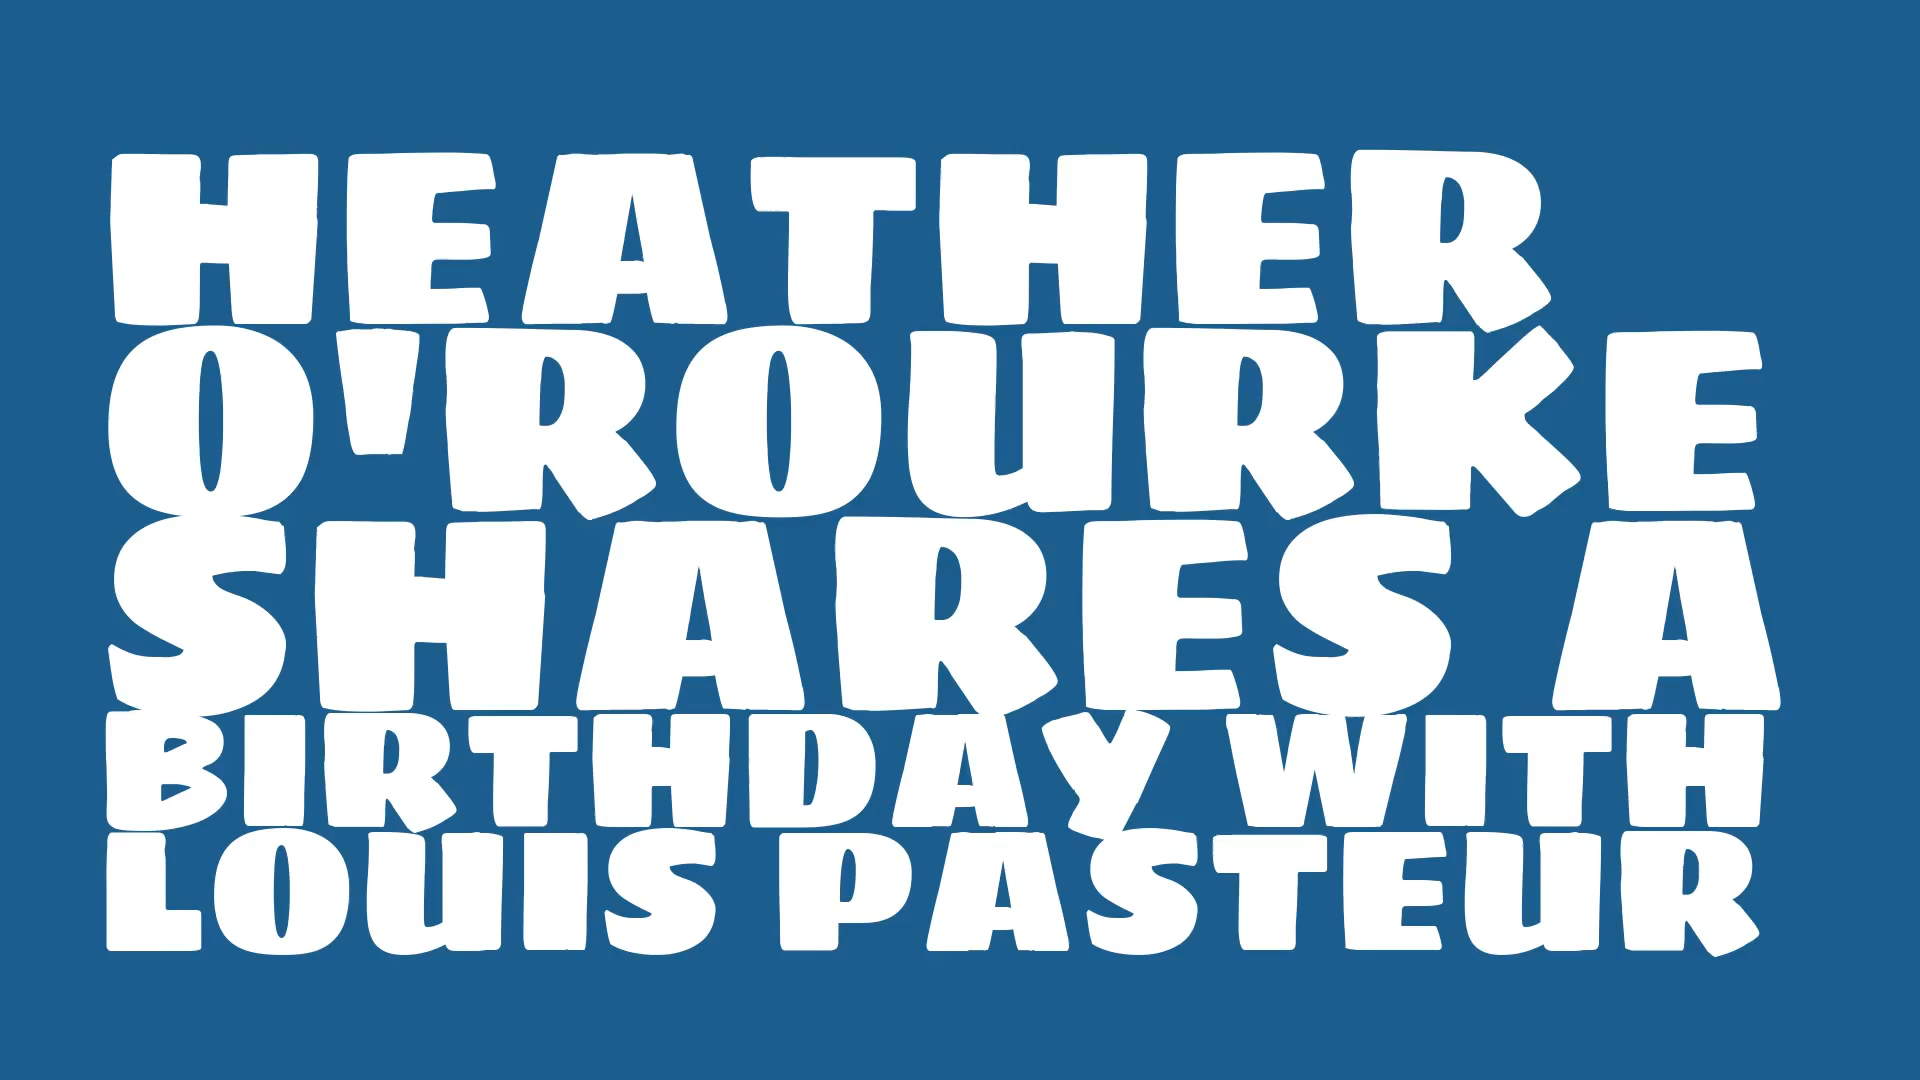 HEATHER
O'ROURKE
SHARES A
BIRTHDAY WITH
LOUIS PASTEUR